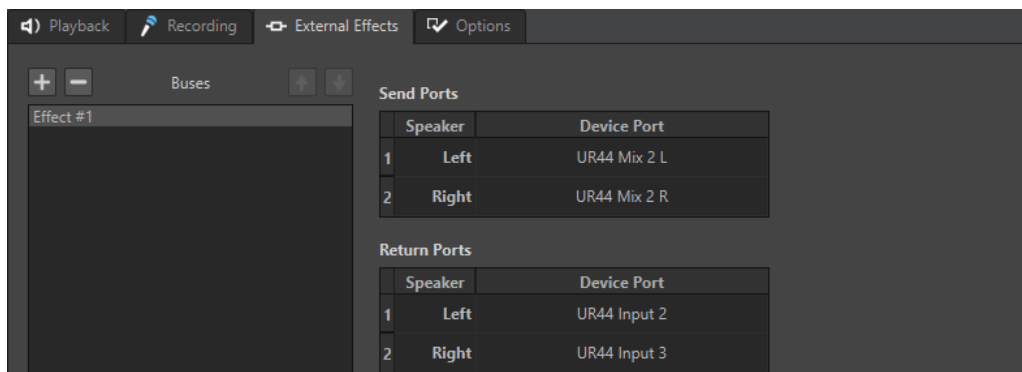 Playback Recording External Effects Options
Buses
Effect #1
Send Ports
Speaker Device Port
1 Left UR44 Mix 2 L
2 Right UR44 Mix 2 R
Return Ports
Speaker Device Port
1 Left UR44 Input 2
2 Right UR44 Input 3